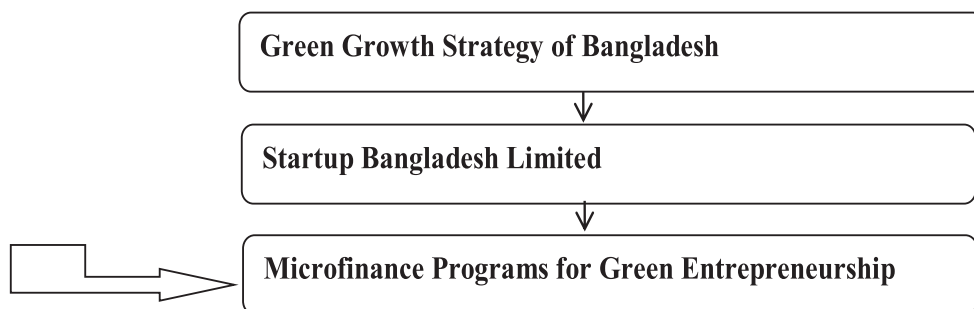 Green Growth Strategy of Bangladesh
Startup Bangladesh Limited
Microfinance Programs for Green Entrepreneurship